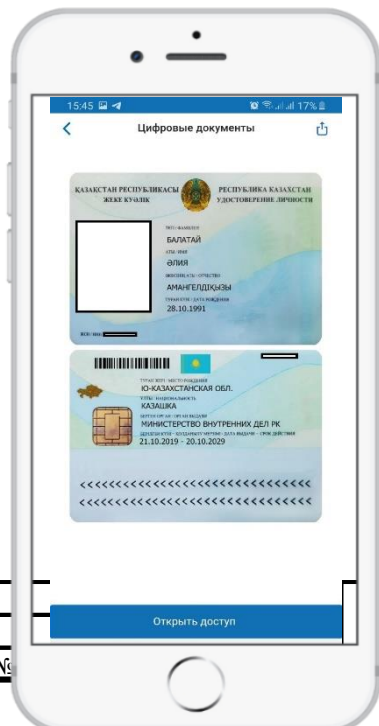 15:45 17%
Цифровые документы
ҚАЗАҚСТАН РЕСПУБЛИКАСЫ
ЖЕКЕ КУӘЛІК
РЕСПУБЛИКА КАЗАХСТАН
УДОСТОВЕРЕНИЕ ЛИЧНОСТИ
ТЕГІ / ФАМИЛИЯ
БАЛАТАЙ
АТЫ / ИМЯ
ӘЛИЯ
ӘКЕСІНІҢ АТЫ / ОТЧЕСТВО
АМАНГЕЛДІҚЫЗЫ
ТУҒАН КҮНІ / ДАТА РОЖДЕНИЯ
28.10.1991
ТУҒАН ЖЕРІ / МЕСТО РОЖДЕНИЯ
Ю-КАЗАХСТАНСКАЯ ОБЛ.
ҰЛТЫ / НАЦИОНАЛЬНОСТЬ
КАЗАШКА
БЕРГЕН ОРГАН / ОРГАН ВЫДАЧИ
МИНИСТЕРСТВО ВНУТРЕННИХ ДЕЛ РК
21.10.2019 - 20.10.2029
<<<<<<<<<<<<<<<<<<<<<<<<<<<<<<
<<<<<<<<<<<<<<<<<<<<<<<<<<<<<<
Открыть доступ
№